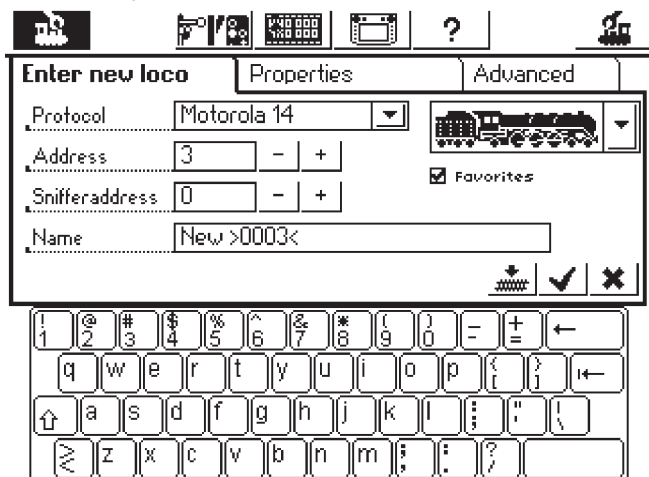 ?
Enter new loco Properties Advanced
Protocol Motorola 14
Address 3 - +
Favorites
Snifferaddress 0 - +
Name New >0003<
! 1 @ 2 # 3 $ 4 % 5 ^ 6 & 7 * 8 ( 9 ) 0 _ - + = ←
q w e r t y u i o p { [ } ]
a s d f g h j k l : ; " ' | \
> < z x c v b n m ; , : . ? /